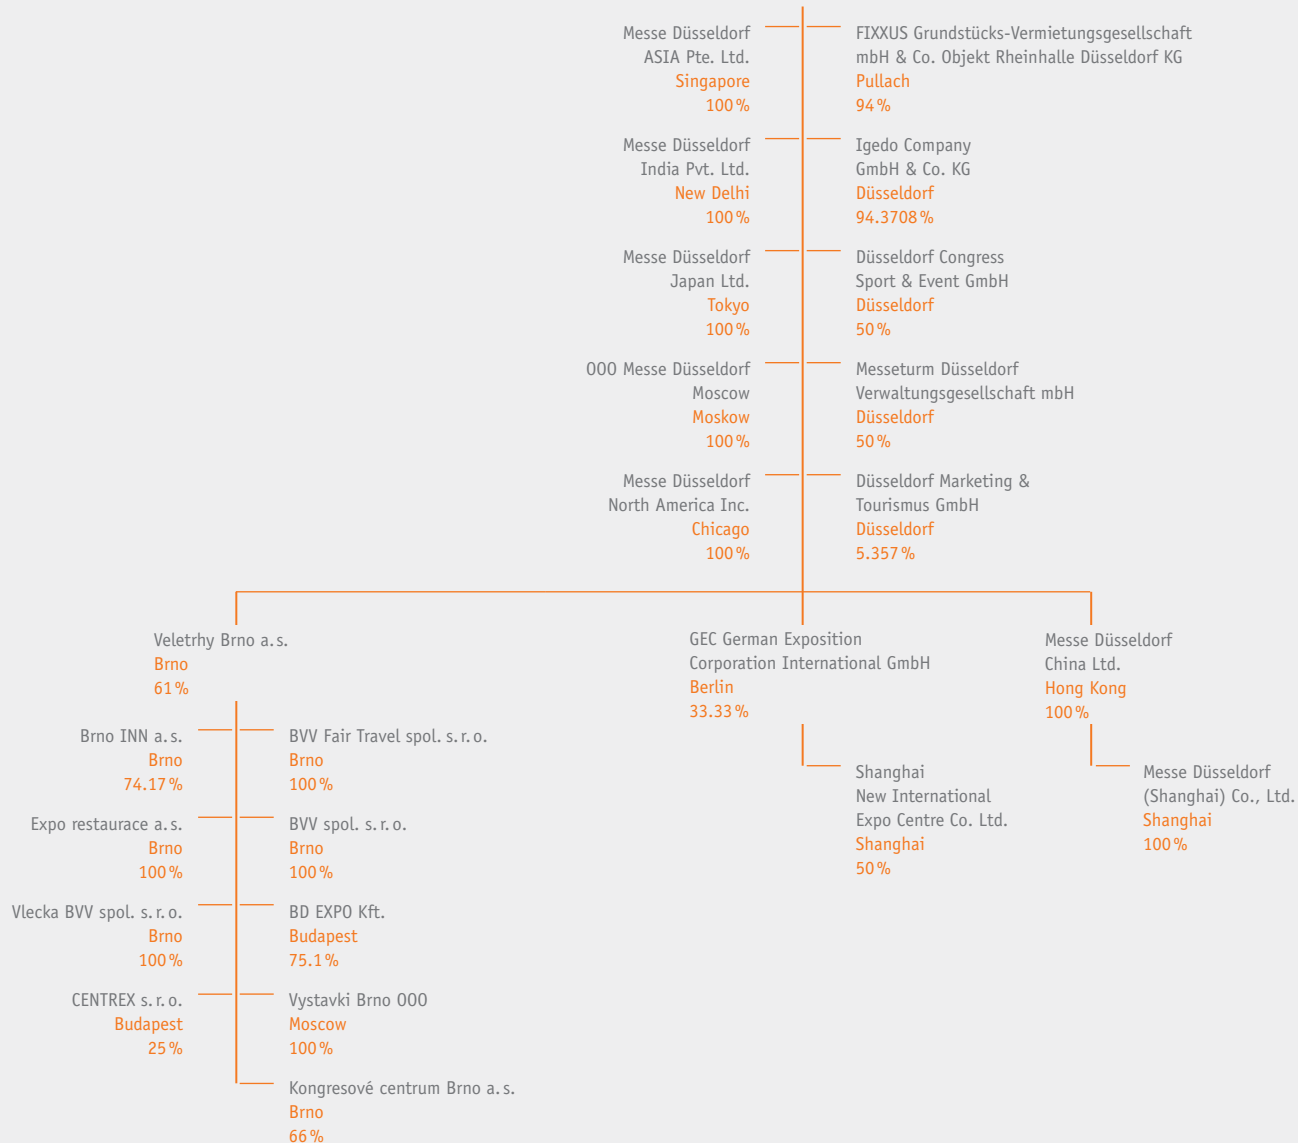 Messe Düsseldorf
ASIA Pte. Ltd.
Singapore
100 %
FIXXUS Grundstücks-Vermietungsgesellschaft
mbH & Co. Objekt Rheinhalle Düsseldorf KG
Pullach
94 %
Messe Düsseldorf
India Pvt. Ltd.
New Delhi
100 %
Igedo Company
GmbH & Co. KG
Düsseldorf
94.3708 %
Messe Düsseldorf
Japan Ltd.
Tokyo
100 %
Düsseldorf Congress
Sport & Event GmbH
Düsseldorf
50 %
OOO Messe Düsseldorf
Moscow
Moskow
100 %
Messeturm Düsseldorf
Verwaltungsgesellschaft mbH
Düsseldorf
50 %
Messe Düsseldorf
North America Inc.
Chicago
100 %
Düsseldorf Marketing &
Tourismus GmbH
Düsseldorf
5.357 %
Veletrhy Brno a. s.
Brno
61 %
GEC German Exposition
Corporation International GmbH
Berlin
33.33 %
Messe Düsseldorf
China Ltd.
Hong Kong
100 %
Brno INN a. s.
Brno
74.17 %
BVV Fair Travel spol. s. r. o.
Brno
100 %
Expo restaurace a. s.
Brno
100 %
BVV spol. s. r. o.
Brno
100 %
Vlecka BVV spol. s. r. o.
Brno
100 %
BD EXPO Kft.
Budapest
75.1 %
CENTREX s. r. o.
Budapest
25 %
Vystavki Brno OOO
Moscow
100 %
Kongresové centrum Brno a. s.
Brno
66 %
Shanghai
New International
Expo Centre Co. Ltd.
Shanghai
50 %
Messe Düsseldorf
(Shanghai) Co., Ltd.
Shanghai
100 %